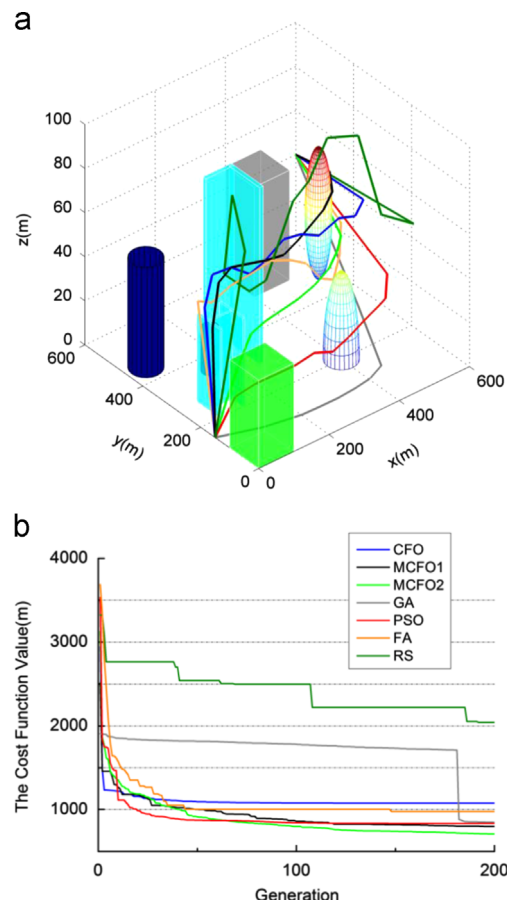 a
100
80
60
40
20
0
z(m)
600
400
200
0
y(m)
0
200
400
600
x(m)
b
CFO
MCFO1
MCFO2
GA
PSO
FA
RS
4000
3000
2000
1000
The Cost Function Value(m)
0
100
200
Generation